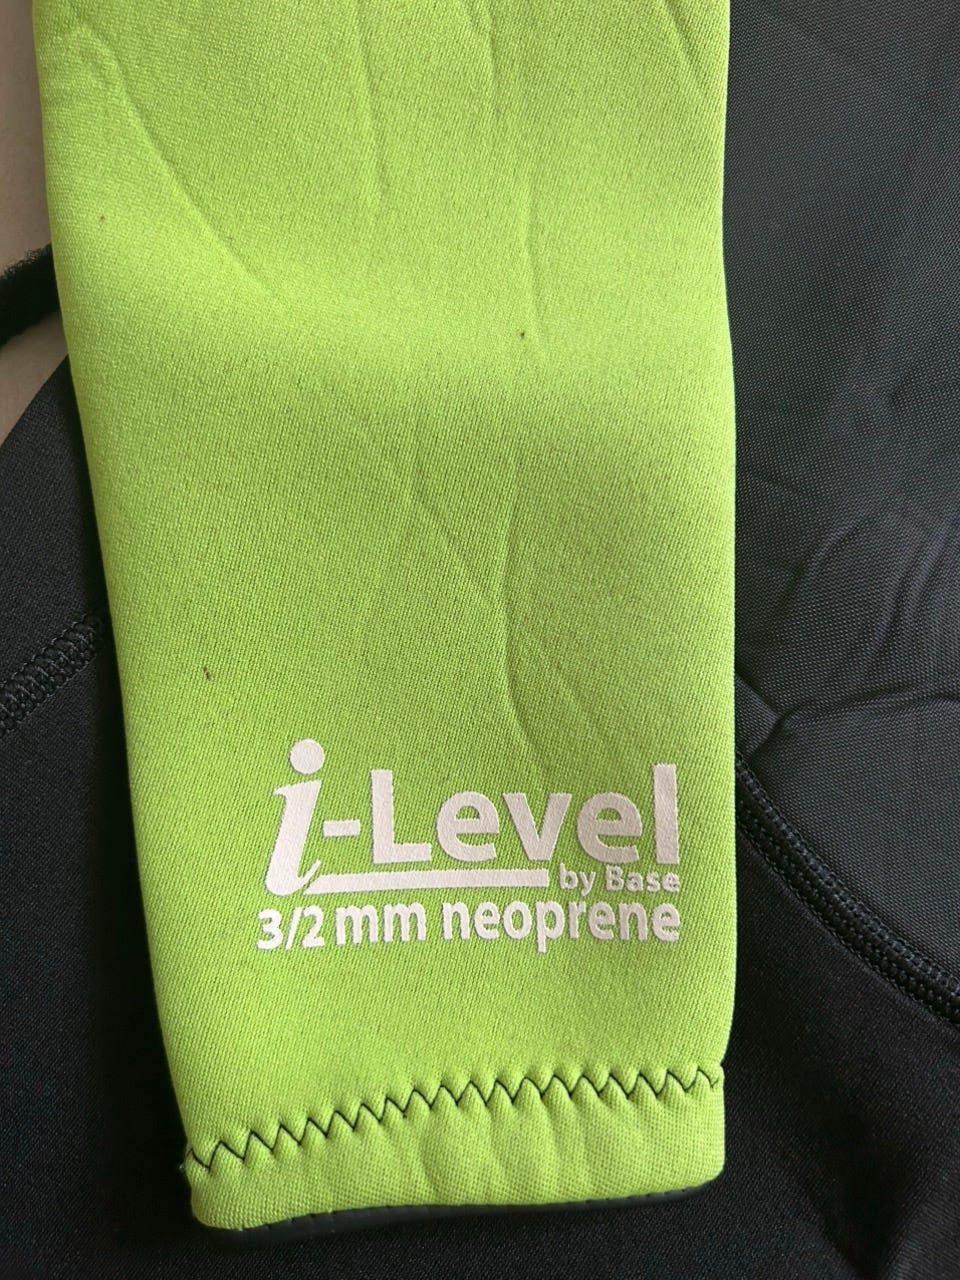 i-Level
by Base
3/2 mm neoprene